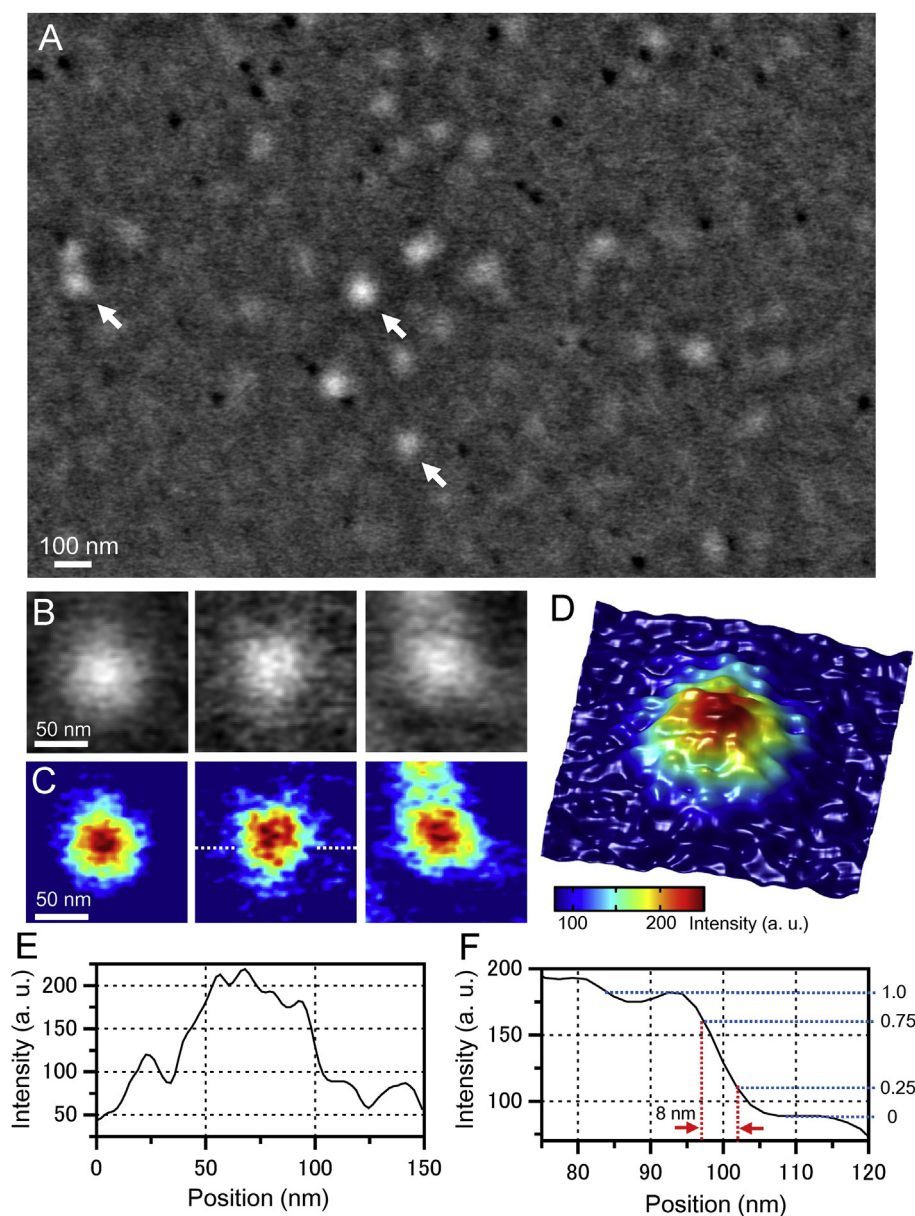 A
100 nm
B
50 nm
C
50 nm
D
100 200 Intensity (a. u.)
E
Intensity (a. u.)
200
150
100
50
0 50 100 150
Position (nm)
F
Intensity (a. u.)
200
150
100
1.0
0.75
0.25
0
8 nm
80 90 100 110 120
Position (nm)